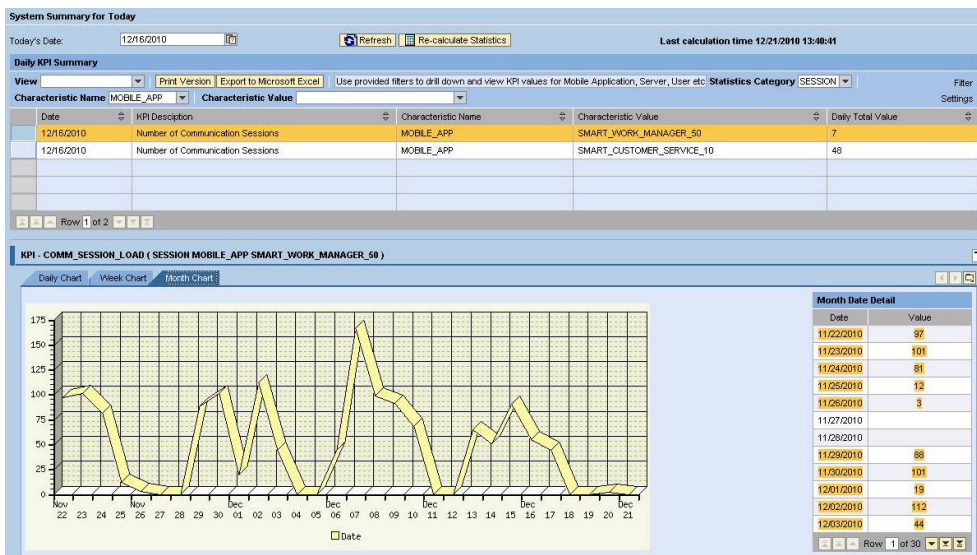 System Summary for Today
Today's Date: 12/16/2010 Refresh Re-calculate Statistics Last calculation time 12/21/2010 13:40:41
Daily KPI Summary
View Print Version Export to Microsoft Excel Use provided filters to drill down and view KPI values for Mobile Application, Server, User etc Statistics Category SESSION Filter
Characteristic Name MOBILE_APP Characteristic Value Settings
Date KPI Desciption Characteristic Name Characteristic Value Daily Total Value
12/16/2010 Number of Communication Sessions MOBILE_APP SMART_WORK_MANAGER_50 7
12/16/2010 Number of Communication Sessions MOBILE_APP SMART_CUSTOMER_SERVICE_10 48
Row 1 of 2
KPI - COMM_SESSION_LOAD ( SESSION MOBILE_APP SMART_WORK_MANAGER_50 )
Daily Chart Week Chart Month Chart
175
150
125
100
75
50
25
0
Nov Nov Dec Dec Dec Dec Dec
22 23 24 25 26 27 28 29 30 01 02 03 04 05 06 07 08 09 10 11 12 13 14 15 16 17 18 19 20 21
Date
Month Date Detail
Date Value
11/22/2010 97
11/23/2010 101
11/24/2010 81
11/25/2010 12
11/26/2010 3
11/27/2010
11/28/2010
11/29/2010 88
11/30/2010 101
12/01/2010 19
12/02/2010 112
12/03/2010 44
Row 1 of 30